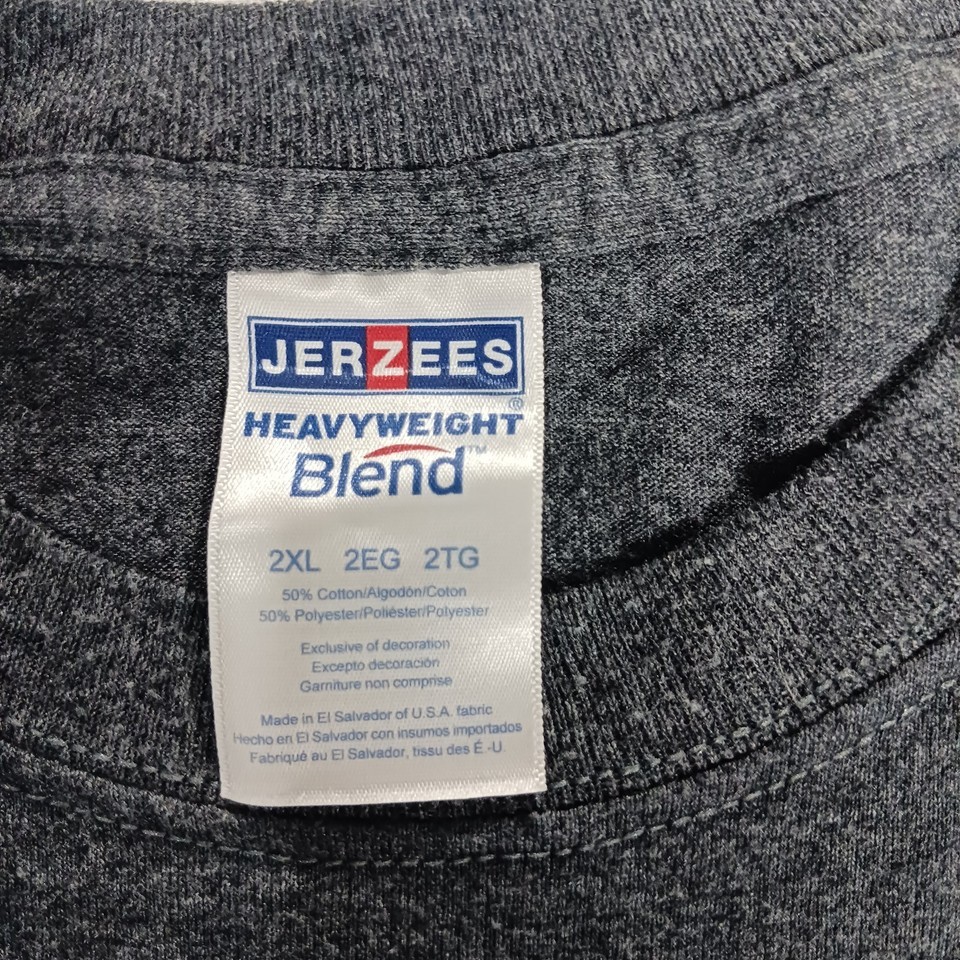 JERZEES
HEAVYWEIGHT®
Blend™
2XL 2EG 2TG
50% Cotton/Algodón/Coton
50% Polyester/Poliéster/Polyester
Exclusive of decoration
Excepto decoración
Garniture non comprise
Made in El Salvador of U.S.A. fabric
Hecho en El Salvador con insumos importados
Fabriqué au El Salvador, tissu des É.-U.